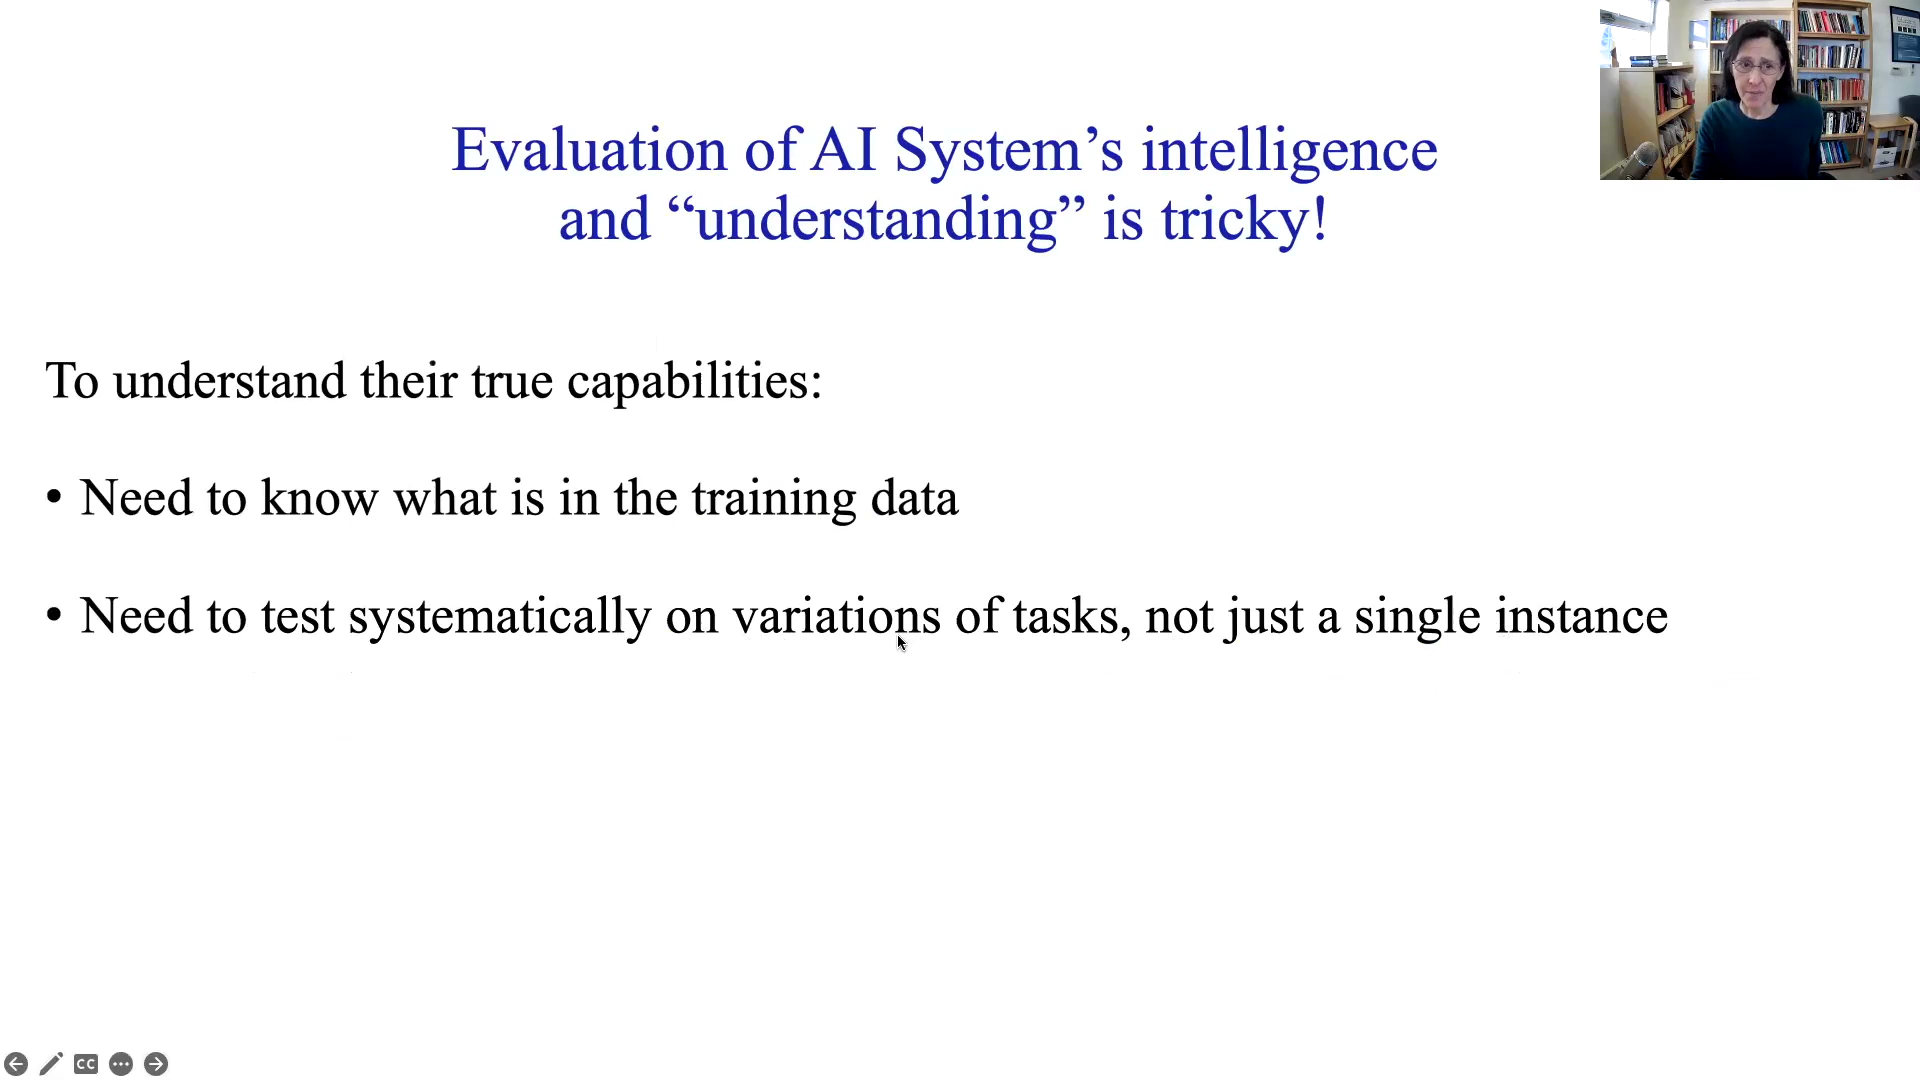 Evaluation of AI System’s intelligence
and “understanding” is tricky!
To understand their true capabilities:
• Need to know what is in the training data
• Need to test systematically on variations of tasks, not just a single instance
CC